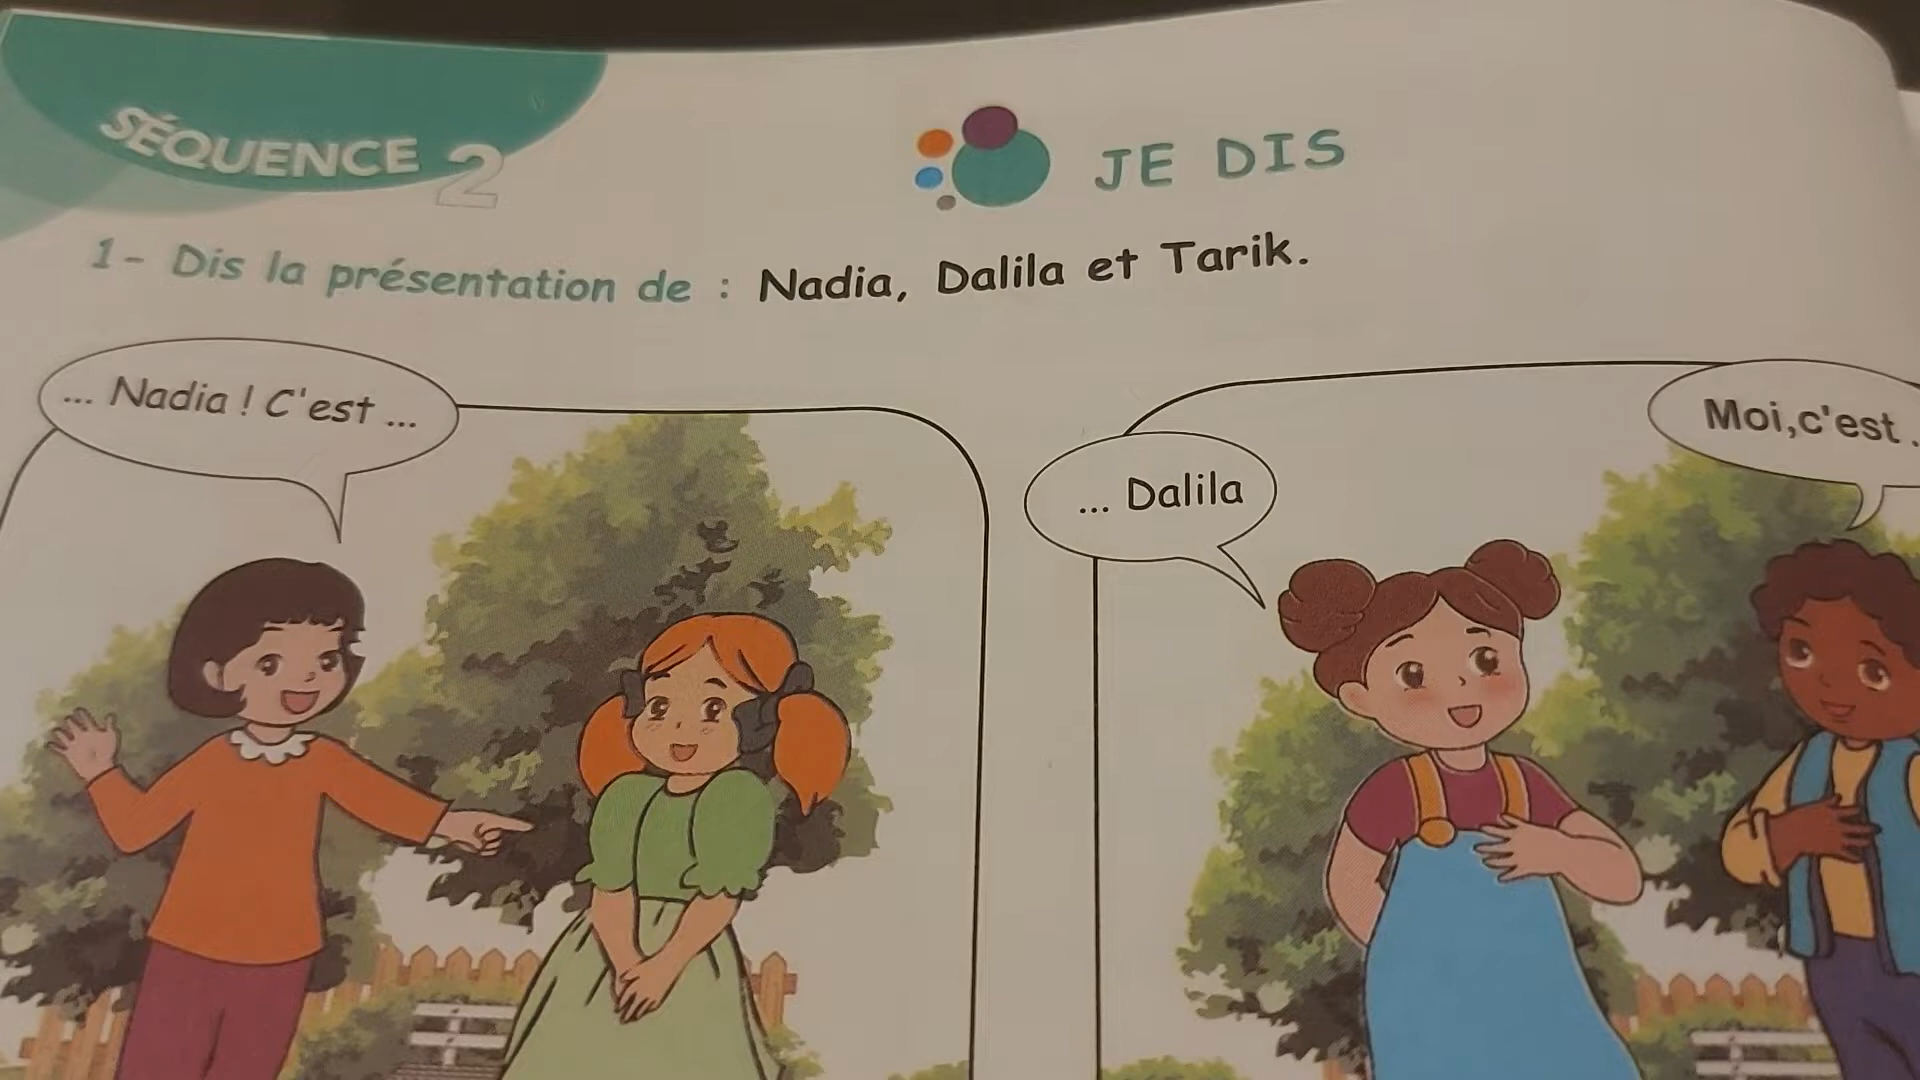 SÉQUENCE 2
JE DIS
1- Dis la présentation de : Nadia, Dalila et Tarik.
... Nadia ! C'est ...
... Dalila
Moi,c'est .